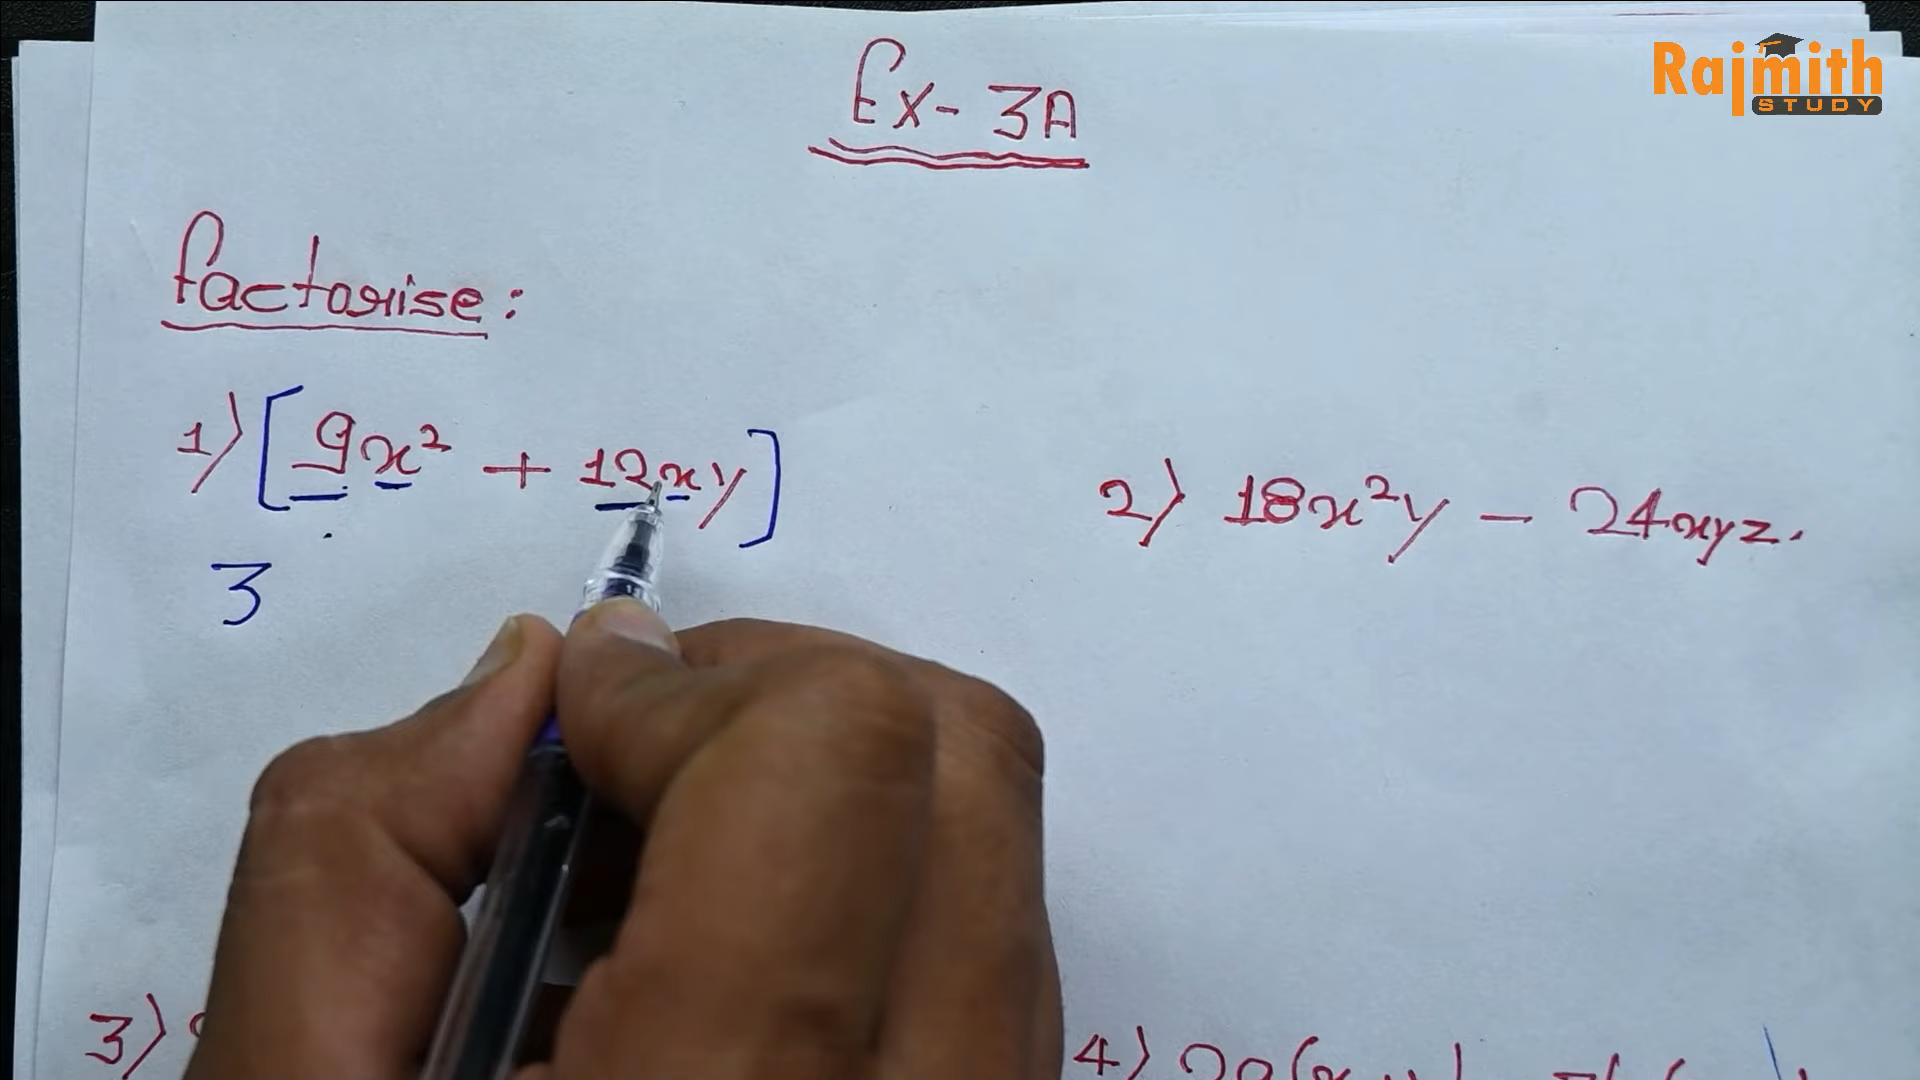 Rajmith
STUDY
Ex- 3A
factorise:
1) [9x² + 12xy]
2) 18x²y - 24xyz.
3
3)
4)